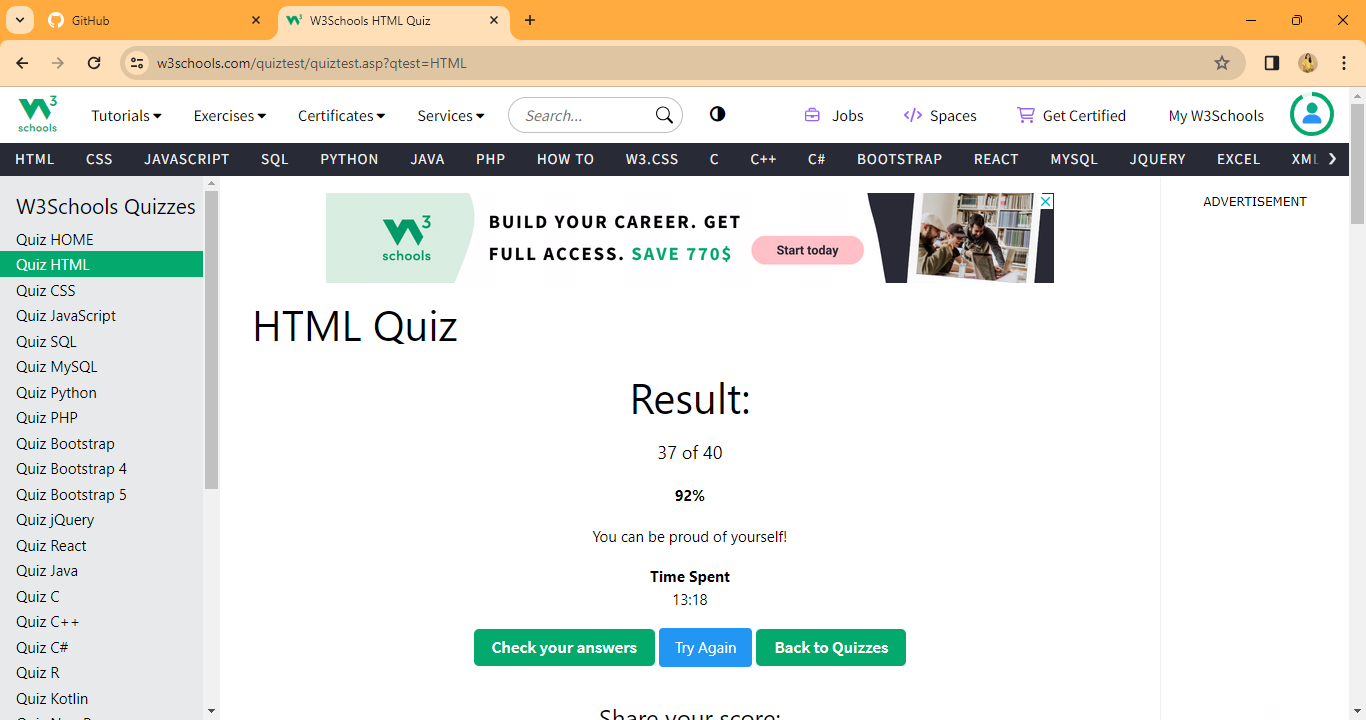 GitHub
W3Schools HTML Quiz
w3schools.com/quiztest/quiztest.asp?qtest=HTML
W3 schools
Tutorials
Exercises
Certificates
Services
Search...
Jobs
Spaces
Get Certified
My W3Schools
HTML CSS JAVASCRIPT SQL PYTHON JAVA PHP HOW TO W3.CSS C C++ C# BOOTSTRAP REACT MYSQL JQUERY EXCEL XML
W3Schools Quizzes
Quiz HOME
Quiz HTML
Quiz CSS
Quiz JavaScript
Quiz SQL
Quiz MySQL
Quiz Python
Quiz PHP
Quiz Bootstrap
Quiz Bootstrap 4
Quiz Bootstrap 5
Quiz jQuery
Quiz React
Quiz Java
Quiz C
Quiz C++
Quiz C#
Quiz R
Quiz Kotlin
W3 schools
BUILD YOUR CAREER. GET
FULL ACCESS. SAVE 770$
Start today
ADVERTISEMENT
HTML Quiz
Result:
37 of 40
92%
You can be proud of yourself!
Time Spent
13:18
Check your answers
Try Again
Back to Quizzes
Share your score: